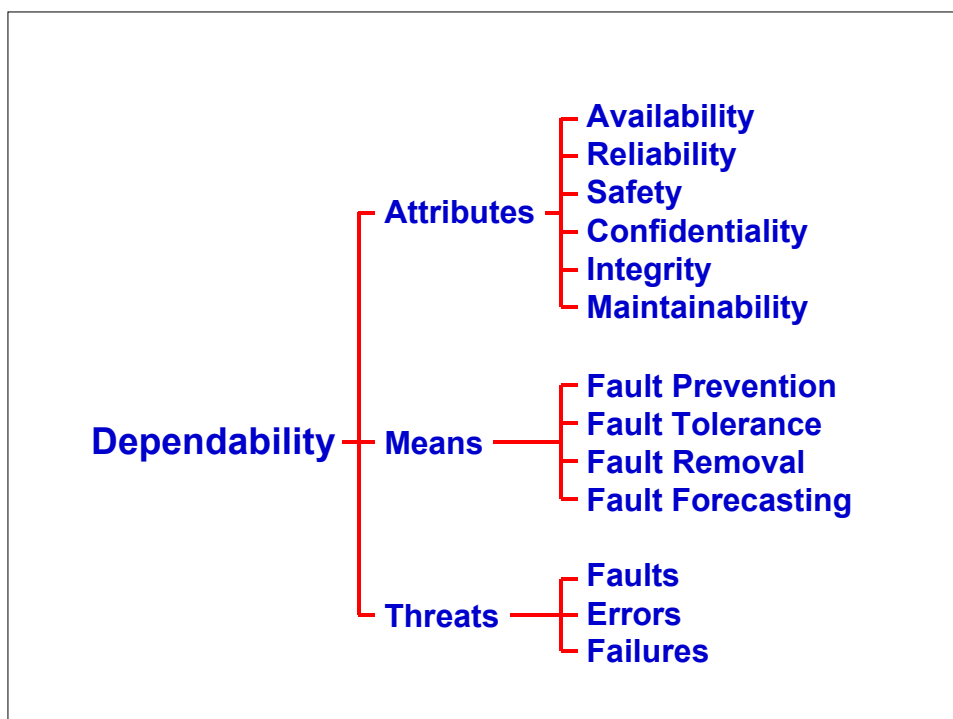 Dependability
Attributes
Availability
Reliability
Safety
Confidentiality
Integrity
Maintainability
Means
Fault Prevention
Fault Tolerance
Fault Removal
Fault Forecasting
Threats
Faults
Errors
Failures